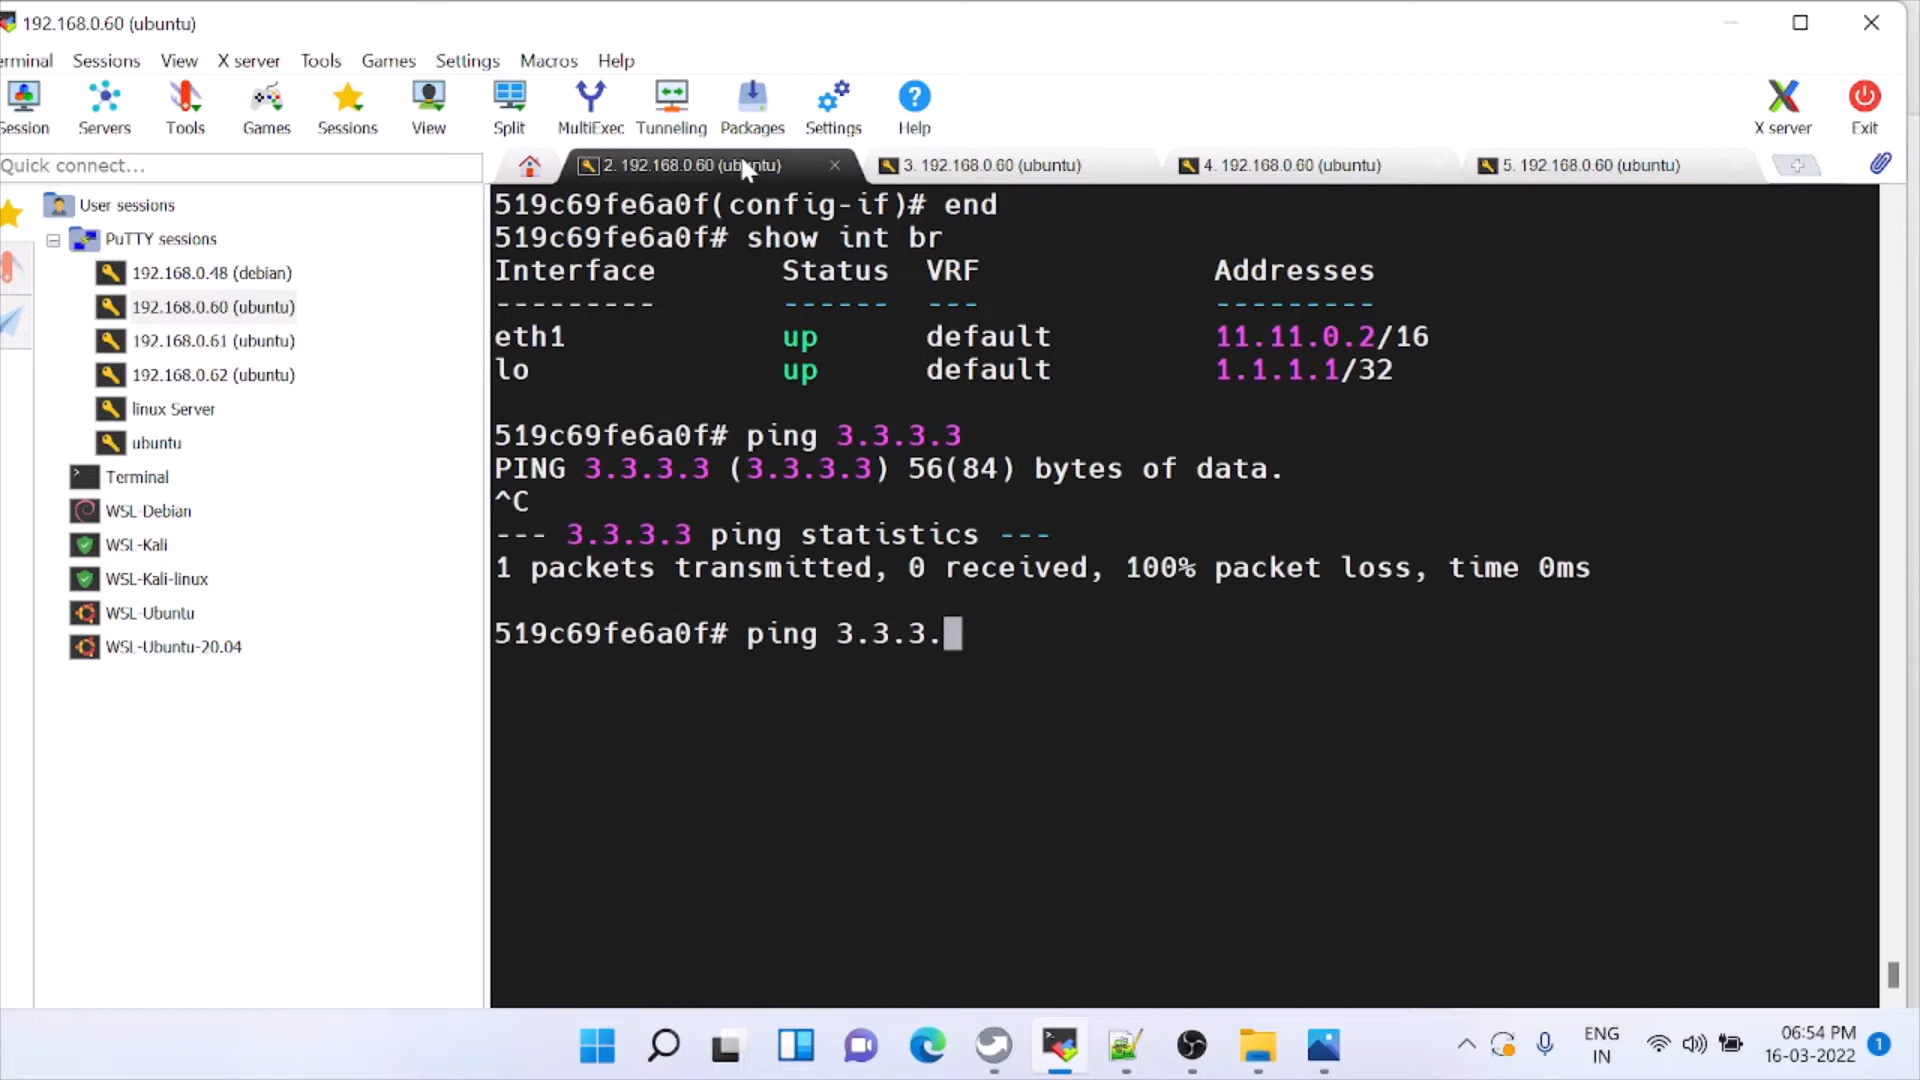 192.168.0.60 (ubuntu)
erminal Sessions View X server Tools Games Settings Macros Help
Session Servers Tools Games Sessions View Split MultiExec Tunneling Packages Settings Help X server Exit
Quick connect...
2. 192.168.0.60 (ubuntu)
3. 192.168.0.60 (ubuntu)
4. 192.168.0.60 (ubuntu)
5. 192.168.0.60 (ubuntu)
User sessions
PuTTY sessions
192.168.0.48 (debian)
192.168.0.60 (ubuntu)
192.168.0.61 (ubuntu)
192.168.0.62 (ubuntu)
linux Server
ubuntu
Terminal
WSL-Debian
WSL-Kali
WSL-Kali-linux
WSL-Ubuntu
WSL-Ubuntu-20.04
519c69fe6a0f(config-if)# end
519c69fe6a0f# show int br
Interface Status VRF Addresses
--------- ------ --- ---------
eth1 up default 11.11.0.2/16
lo up default 1.1.1.1/32
519c69fe6a0f# ping 3.3.3.3
PING 3.3.3.3 (3.3.3.3) 56(84) bytes of data.
^C
--- 3.3.3.3 ping statistics ---
1 packets transmitted, 0 received, 100% packet loss, time 0ms
519c69fe6a0f# ping 3.3.3.
ENG
IN
06:54 PM
16-03-2022
1